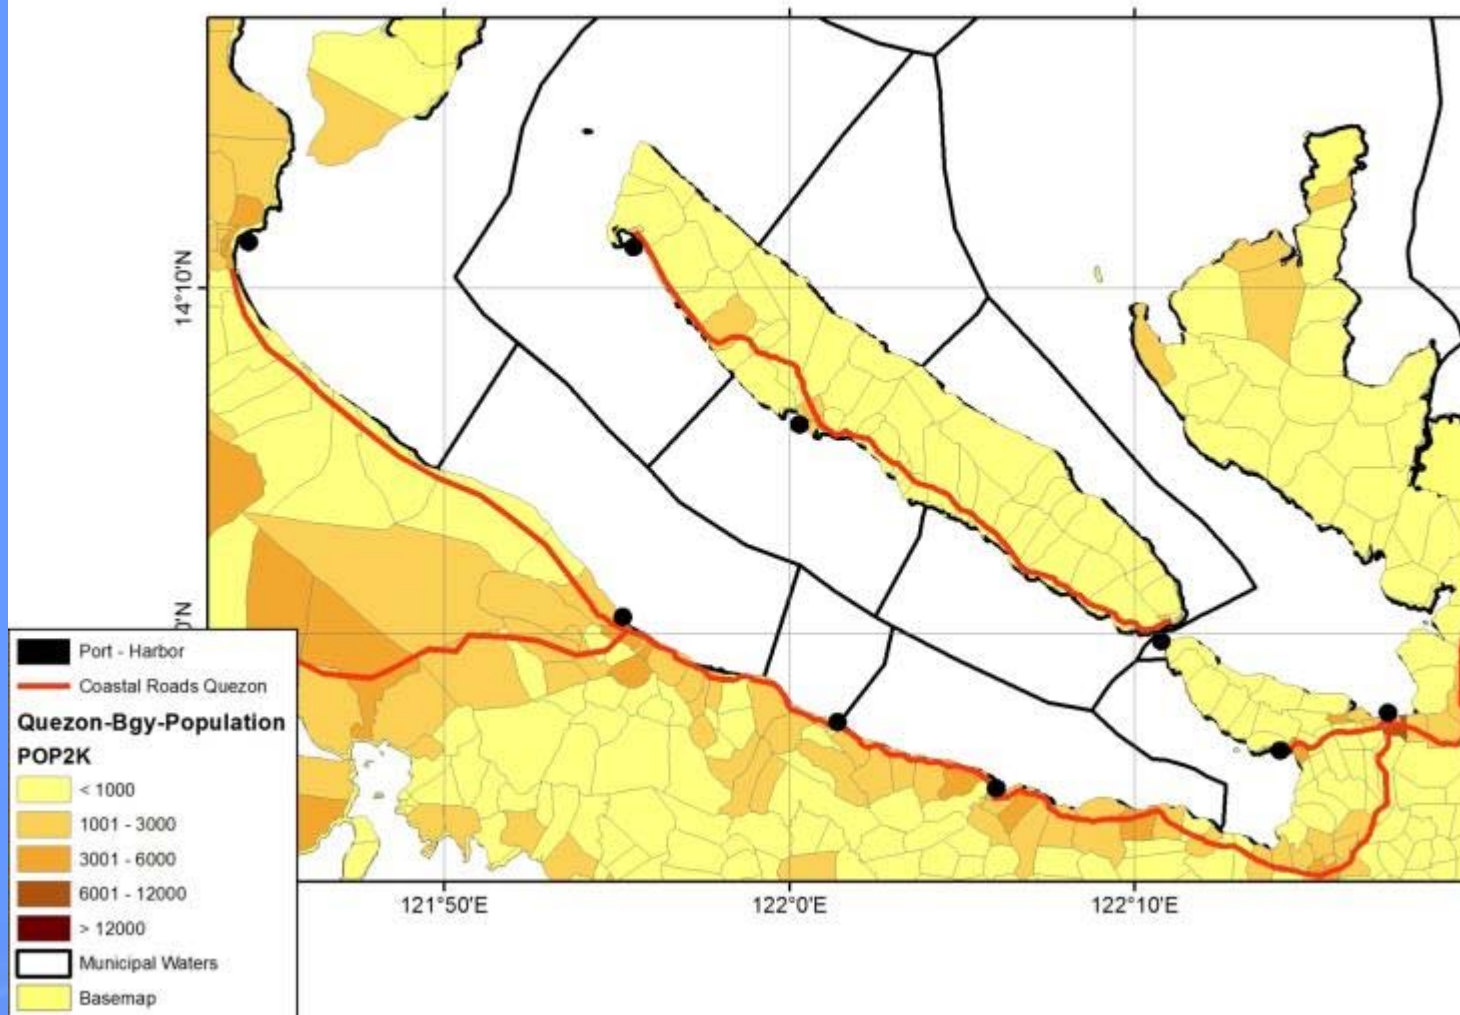 14°10'N
0'N
121°50'E
122°0'E
122°10'E
Port - Harbor
Coastal Roads Quezon
Quezon-Bgy-Population
POP2K
< 1000
1001 - 3000
3001 - 6000
6001 - 12000
> 12000
Municipal Waters
Basemap